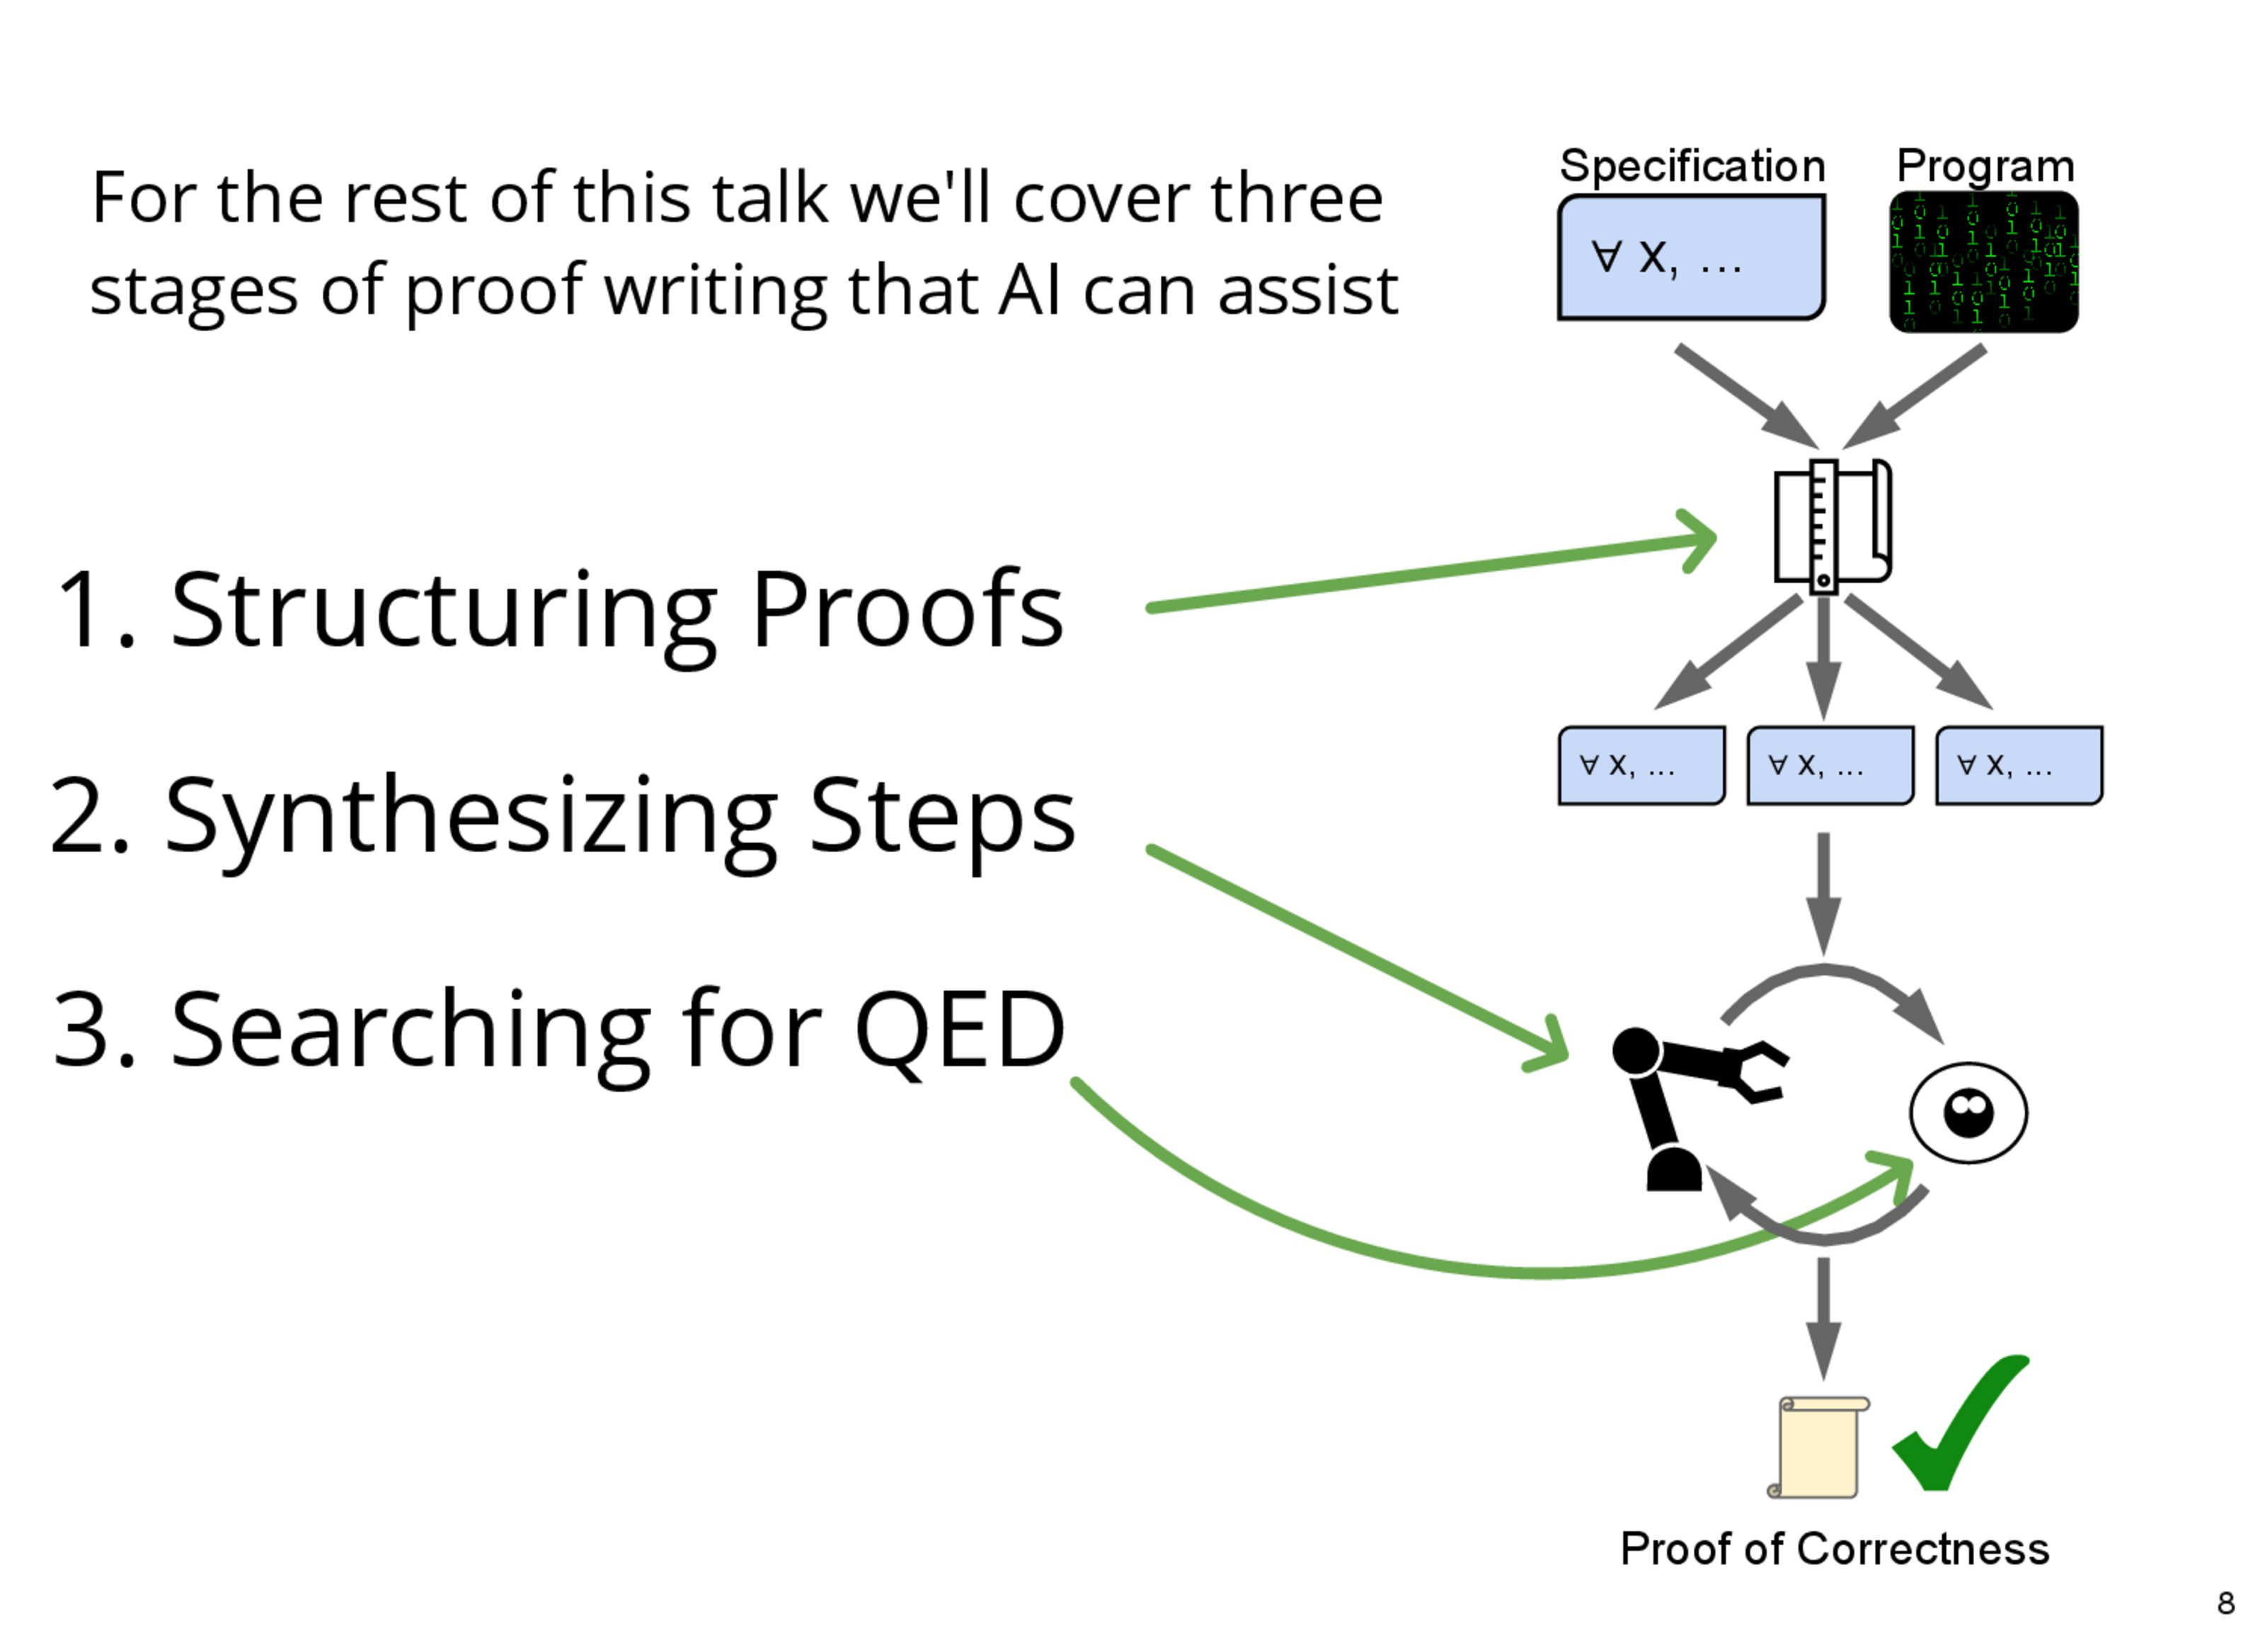 For the rest of this talk we'll cover three
stages of proof writing that AI can assist
1. Structuring Proofs
2. Synthesizing Steps
3. Searching for QED
Specification
Program
∀ x, ...
∀ x, ...
∀ x, ...
∀ x, ...
Proof of Correctness
8